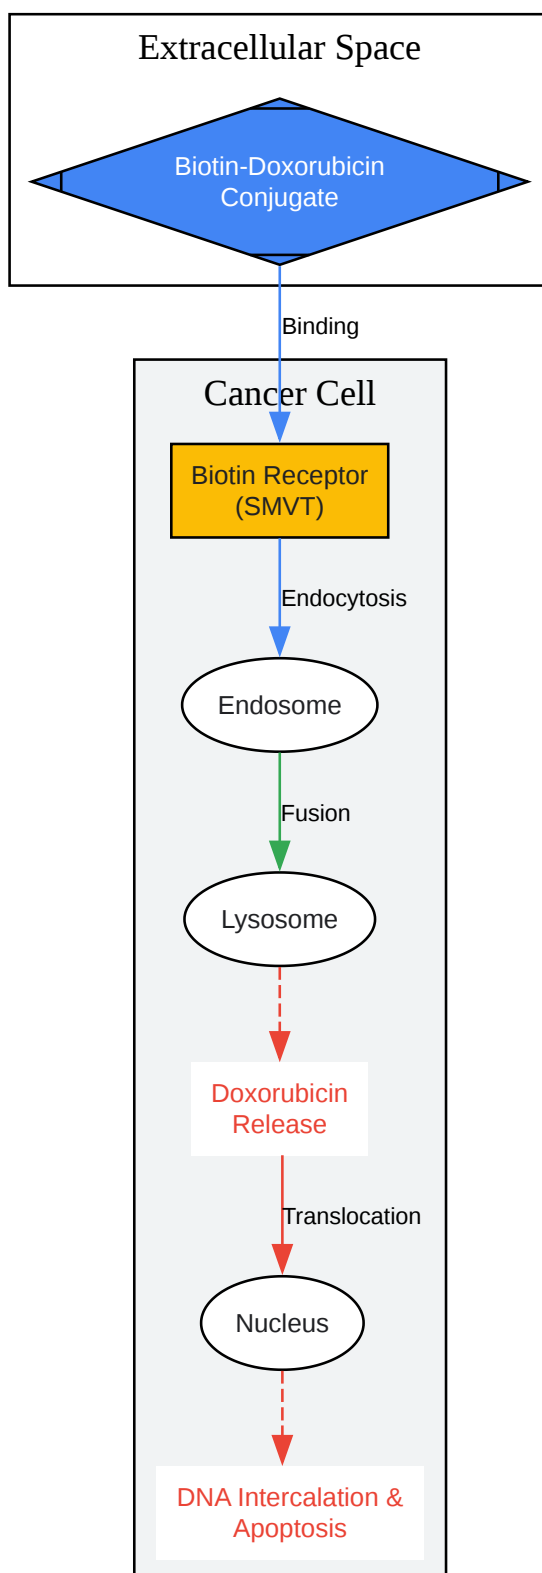 Extracellular Space
Biotin-Doxorubicin
Conjugate
Binding
Cancer Cell
Biotin Receptor
(SMVT)
Endocytosis
Endosome
Fusion
Lysosome
Doxorubicin
Release
Translocation
Nucleus
DNA Intercalation &
Apoptosis